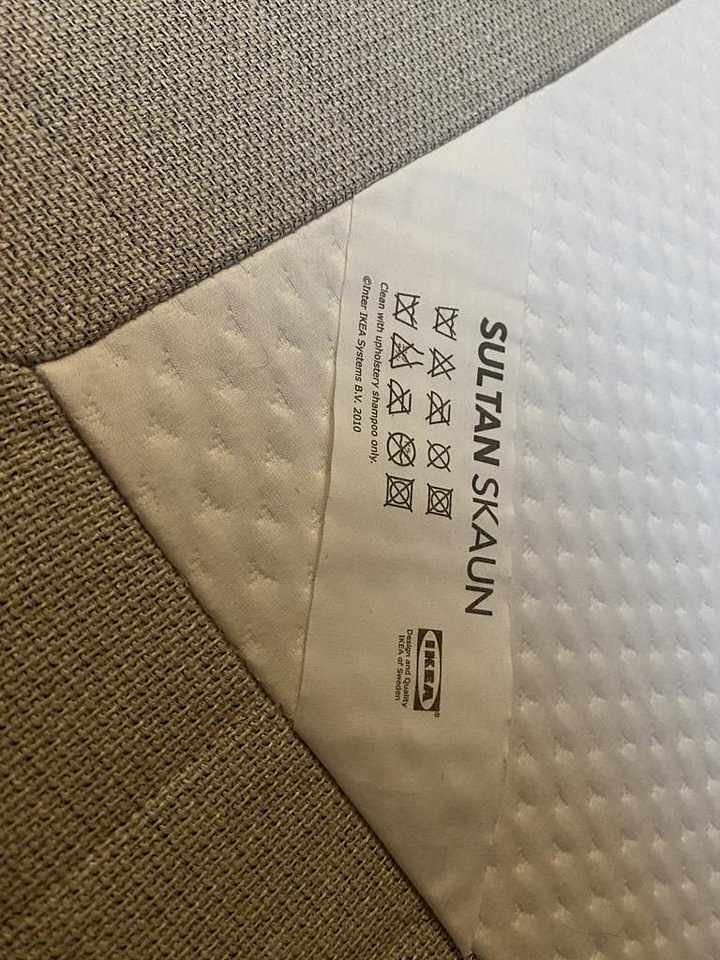 SULTAN SKAUN
Clean with upholstery shampoo only.
©Inter IKEA Systems B.V. 2010
IKEA®
Design and Quality
IKEA of Sweden